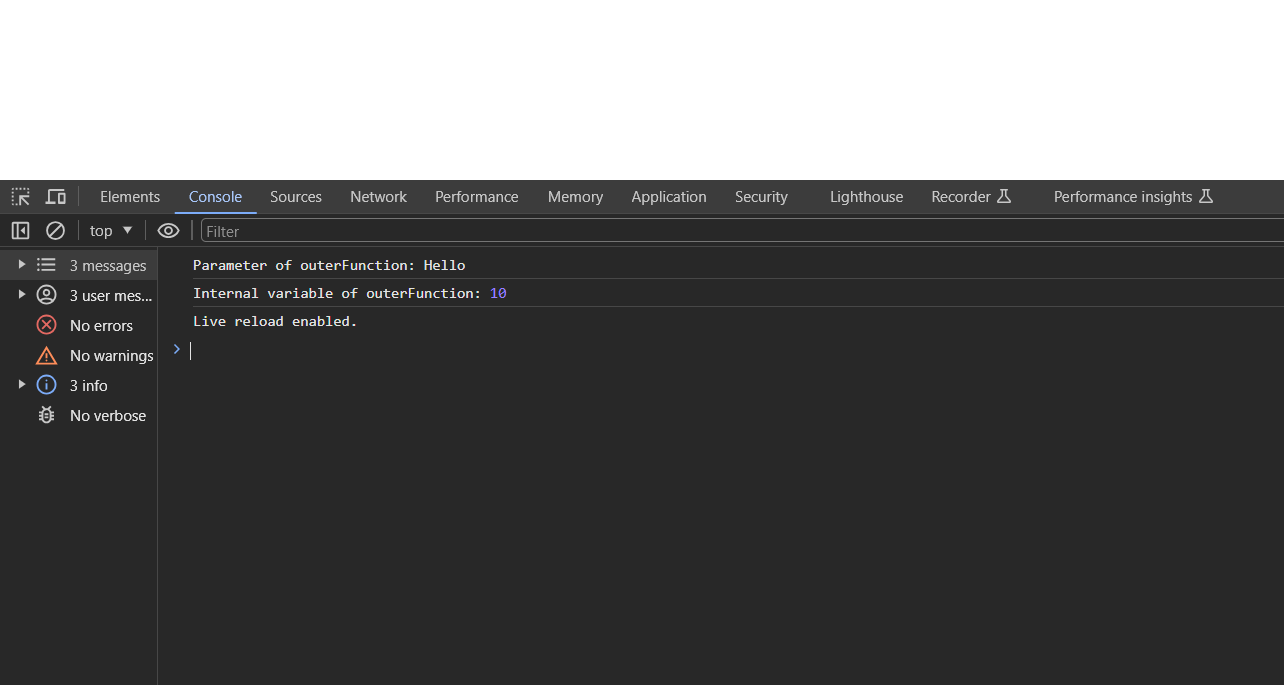 Elements Console Sources Network Performance Memory Application Security Lighthouse Recorder Performance insights
top Filter
3 messages
3 user mes...
No errors
No warnings
3 info
No verbose
Parameter of outerFunction: Hello
Internal variable of outerFunction: 10
Live reload enabled.